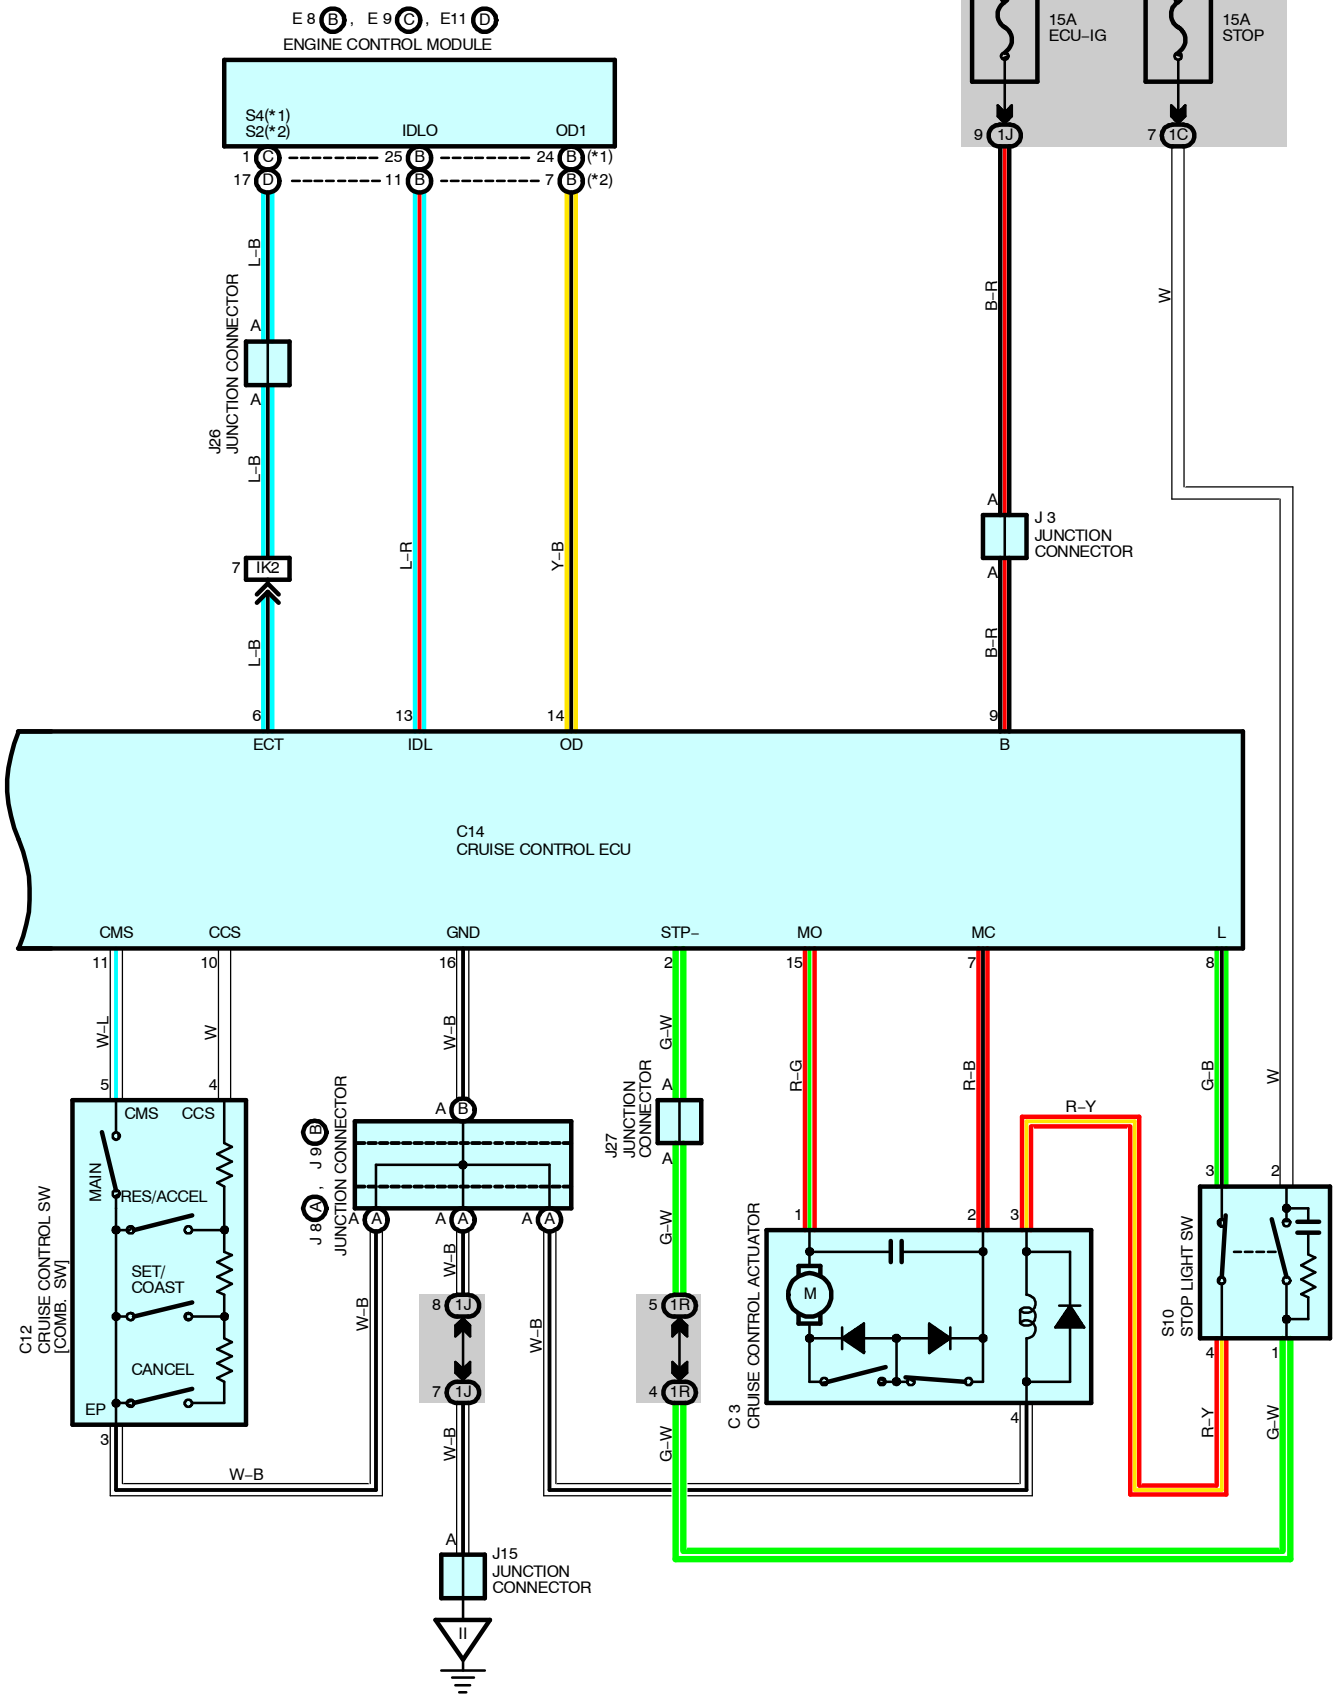 E 8 B , E 9 C , E11 D
ENGINE CONTROL MODULE
15A
ECU-IG
15A
STOP
S4(*1)
S2(*2)
IDLO
OD1
1 C 25 B 24 B (*1)
17 D 11 B 7 B (*2)
9 1J
7 1C
L-B
A
J26
JUNCTION CONNECTOR
A
L-B
7 IK2
L-B
L-R
Y-B
B-R
W
A
J 3
JUNCTION
CONNECTOR
A
B-R
6
13
14
9
ECT
IDL
OD
B
C14
CRUISE CONTROL ECU
CMS
CCS
GND
STP-
MO
MC
L
11
10
16
2
15
7
8
W-L
W
W-B
G-W
R-G
R-B
G-B
W
R-Y
5
4
CMS
CCS
MAIN
RES/ACCEL
SET/
COAST
CANCEL
EP
3
C12
CRUISE CONTROL SW
[COMB. SW]
W-B
A B
J 8 A , J 9 B
JUNCTION CONNECTOR
A A
A A
A A
W-B
W-B
W-B
8 1J
7 1J
W-B
A
J15
JUNCTION
CONNECTOR
II
A
J27
JUNCTION
CONNECTOR
A
G-W
5 1R
4 1R
G-W
1
2
3
M
4
C 3
CRUISE CONTROL ACTUATOR
3
2
S10
STOP LIGHT SW
4
1
R-Y
G-W